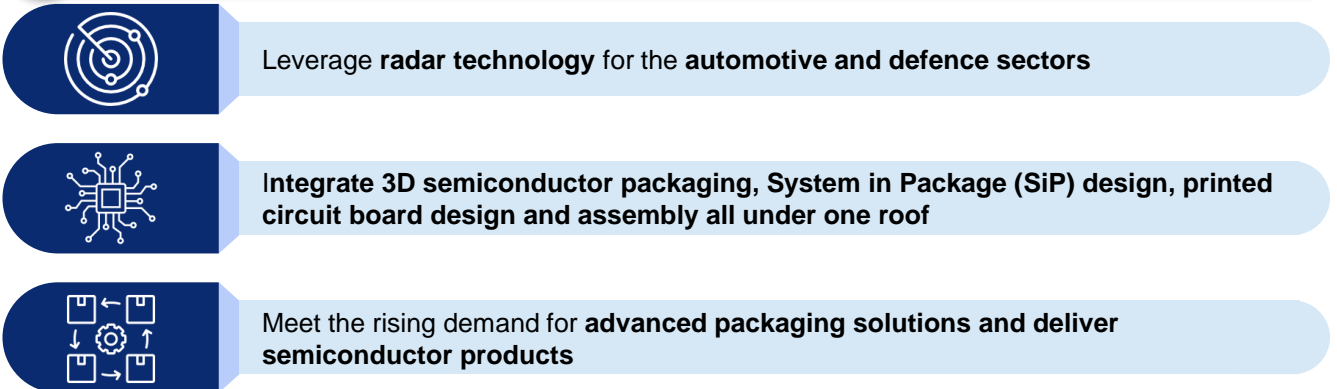 Leverage radar technology for the automotive and defence sectors
Integrate 3D semiconductor packaging, System in Package (SiP) design, printed
circuit board design and assembly all under one roof
Meet the rising demand for advanced packaging solutions and deliver
semiconductor products